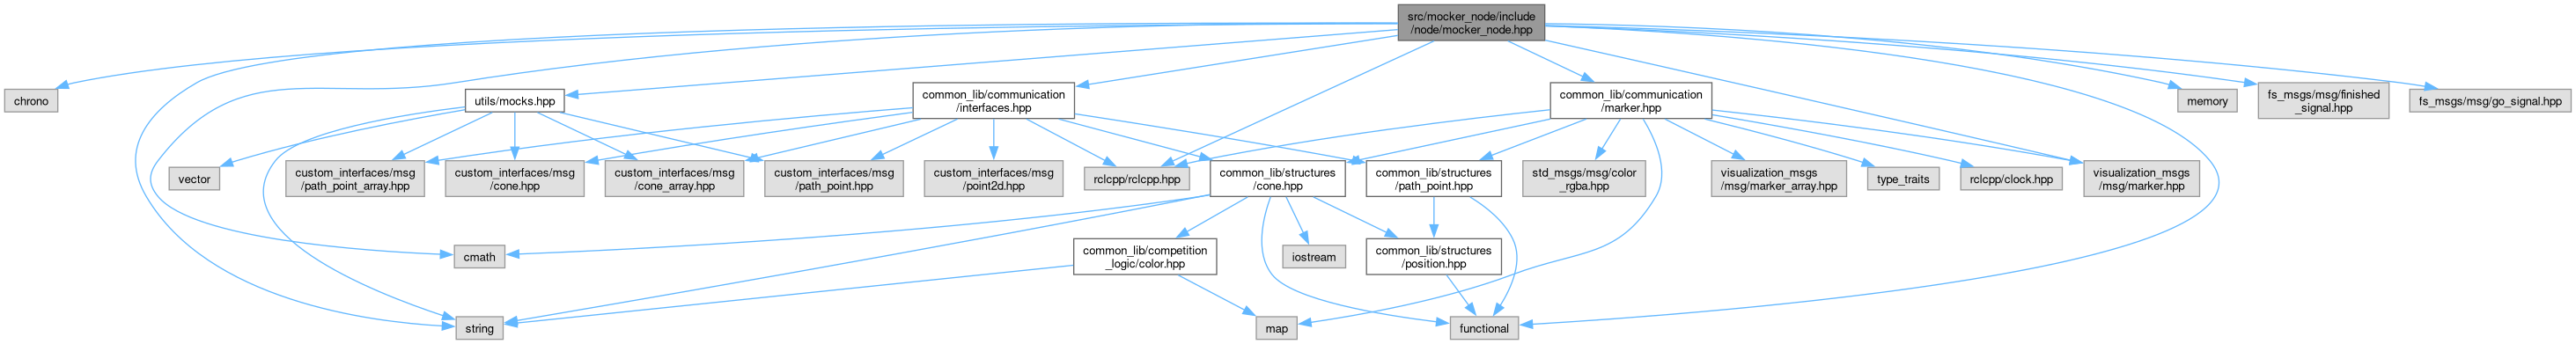 src/mocker_node/include
/node/mocker_node.hpp
chrono
utils/mocks.hpp
common_lib/communication
/interfaces.hpp
common_lib/communication
/marker.hpp
memory
fs_msgs/msg/finished
_signal.hpp
fs_msgs/msg/go_signal.hpp
vector
custom_interfaces/msg
/path_point_array.hpp
custom_interfaces/msg
/cone.hpp
custom_interfaces/msg
/cone_array.hpp
custom_interfaces/msg
/path_point.hpp
custom_interfaces/msg
/point2d.hpp
rclcpp/rclcpp.hpp
common_lib/structures
/cone.hpp
common_lib/structures
/path_point.hpp
std_msgs/msg/color
_rgba.hpp
visualization_msgs
/msg/marker_array.hpp
type_traits
rclcpp/clock.hpp
visualization_msgs
/msg/marker.hpp
cmath
common_lib/competition
_logic/color.hpp
iostream
common_lib/structures
/position.hpp
string
map
functional